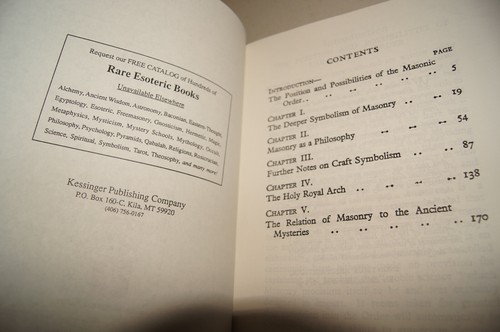 Request our FREE CATALOG of Hundreds of
Rare Esoteric Books
Unavailable Elsewhere
Alchemy, Ancient Wisdom, Astronomy, Baconian, Eastern-Thought,
Egyptology, Esoteric, Freemasonry, Gnosticism, Hermetic, Magic,
Metaphysics, Mysticism, Mystery Schools, Mythology, Occult,
Philosophy, Psychology, Pyramids, Qabalah, Religions, Rosicrucian,
Science, Spiritual, Symbolism, Tarot, Theosophy, and many more!
Kessinger Publishing Company
P.O. Box 160-C, Kila, MT 59920
(406) 756-0167
CONTENTS
PAGE
INTRODUCTION—
The Position and Possibilities of the Masonic
Order.. .. .. .. .. .. 5
CHAPTER I.
The Deeper Symbolism of Masonry .. .. 19
CHAPTER II.
Masonry as a Philosophy .. .. .. 54
CHAPTER III.
Further Notes on Craft Symbolism .. .. 87
CHAPTER IV.
The Holy Royal Arch .. .. .. .. 138
CHAPTER V.
The Relation of Masonry to the Ancient
Mysteries .. .. .. .. .. 170